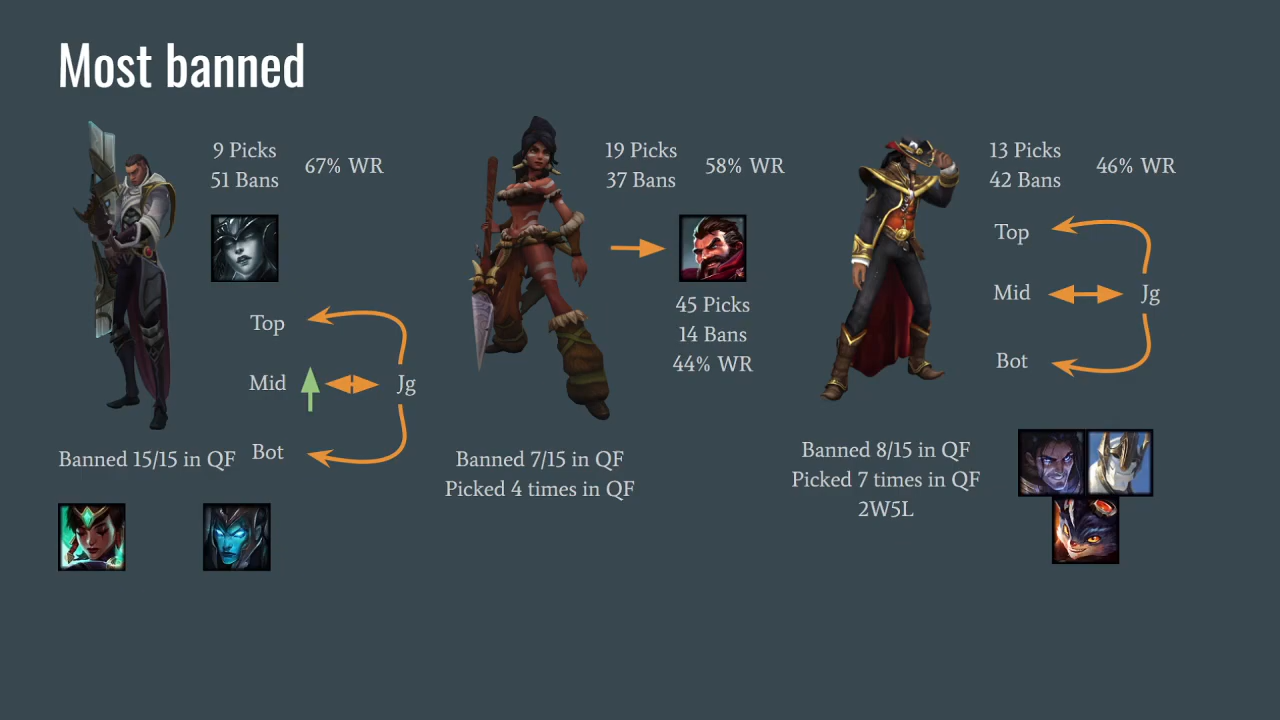 Most banned
9 Picks
51 Bans
67% WR
Top
Mid
Jg
Bot
Banned 15/15 in QF
19 Picks
37 Bans
58% WR
45 Picks
14 Bans
44% WR
Banned 7/15 in QF
Picked 4 times in QF
13 Picks
42 Bans
46% WR
Top
Mid
Jg
Bot
Banned 8/15 in QF
Picked 7 times in QF
2W5L